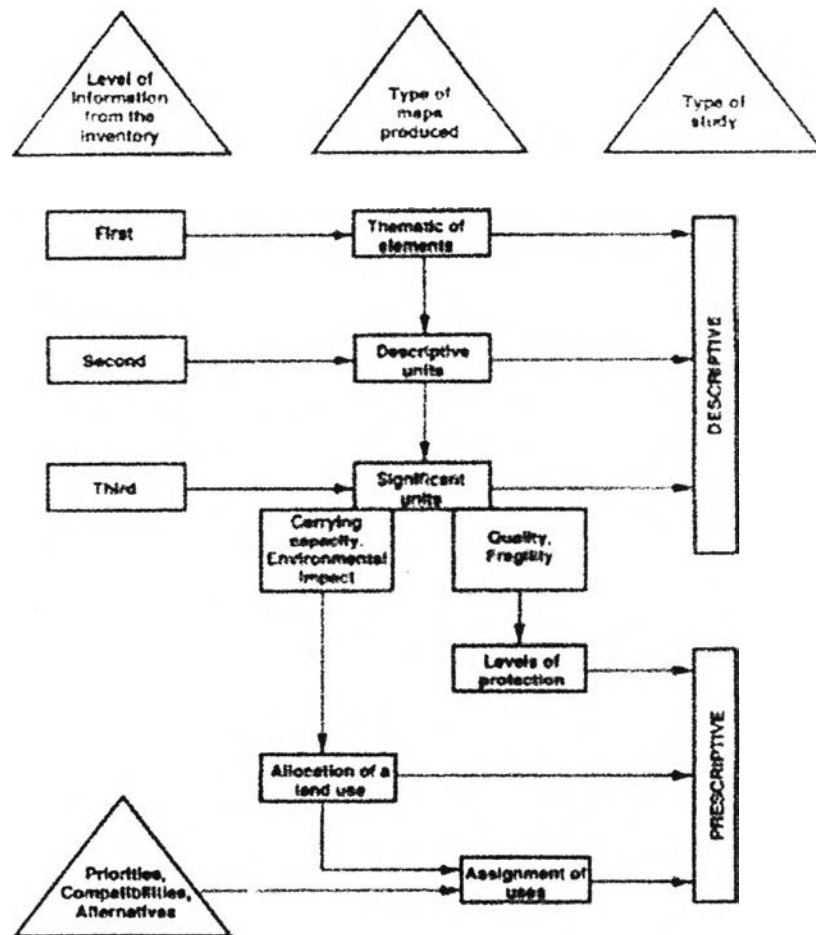 Level of
information
from the
inventory
Type of
maps
produced
Type of
study
First
Thematic of
elements
Second
Descriptive
units
Third
Significant
units
DESCRIPTIVE
Carrying
capacity.
Environmental
impact
Quality,
Fragility
Levels of
protection
Allocation of a
land use
PRESCRIPTIVE
Priorities,
Compatibilities,
Alternatives
Assignment of
uses